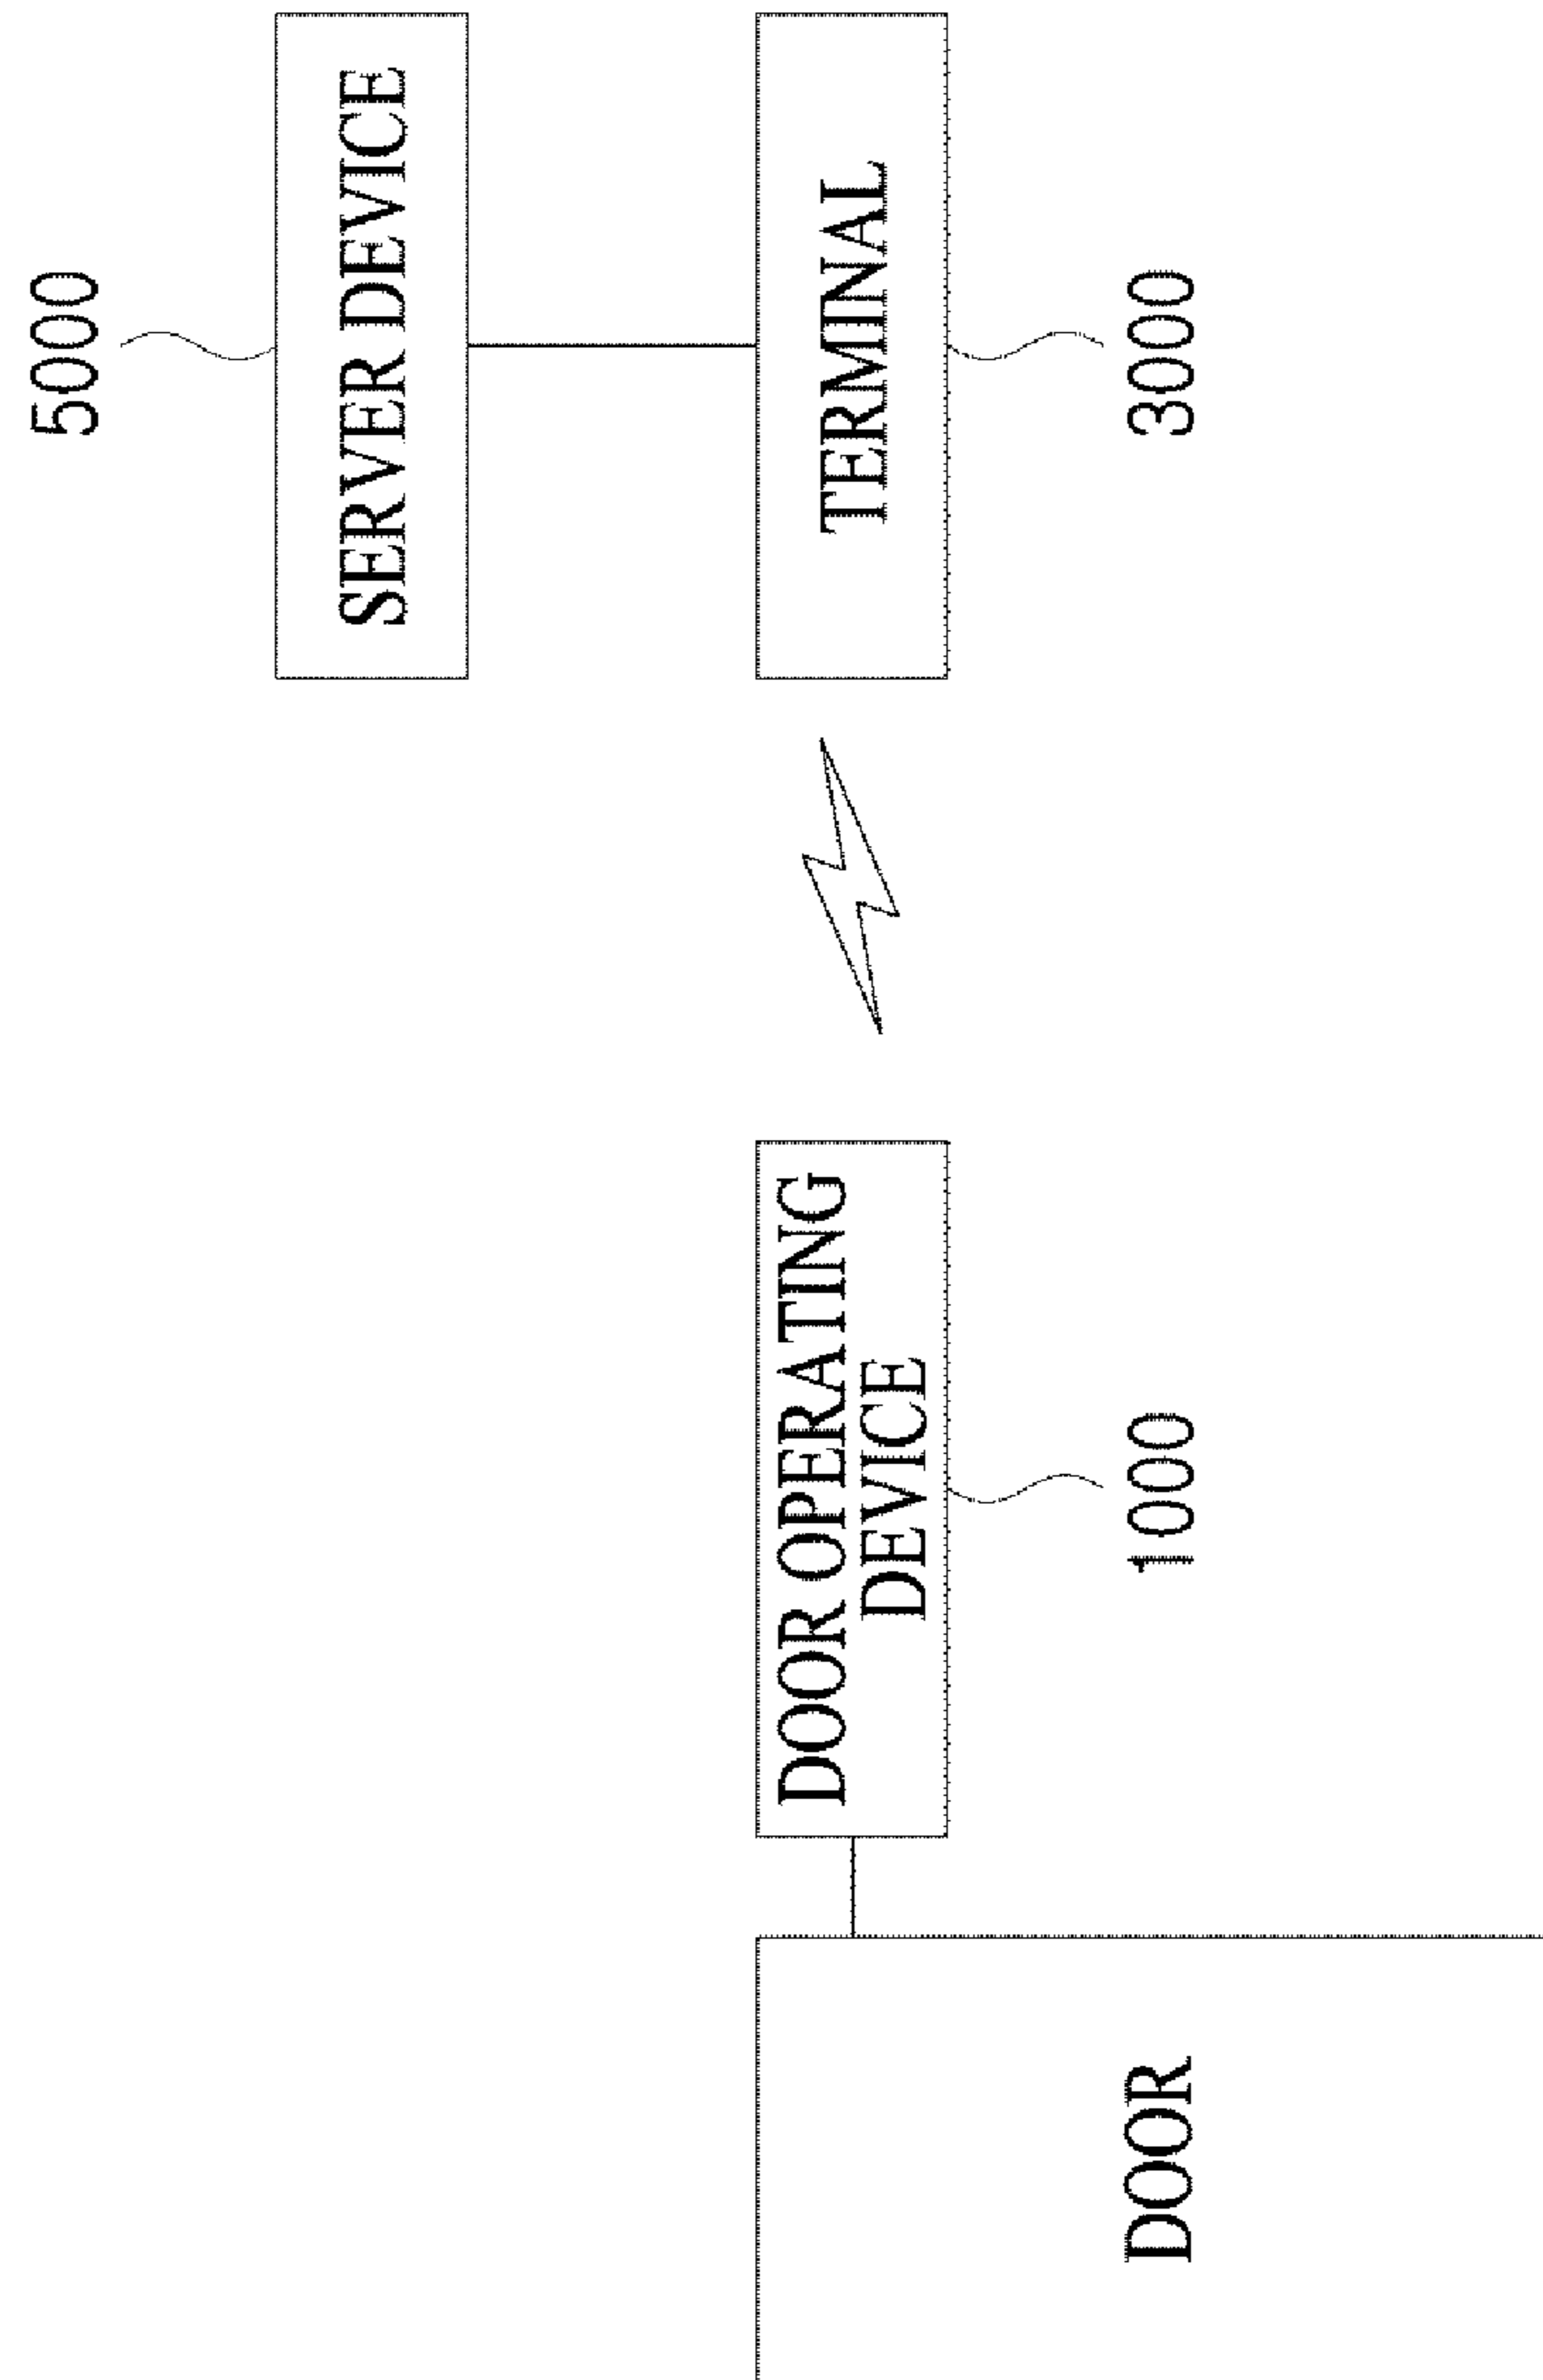 5000
SERVER DEVICE
DOOR OPERATING
DEVICE
TERMINAL
DOOR
1000
3000